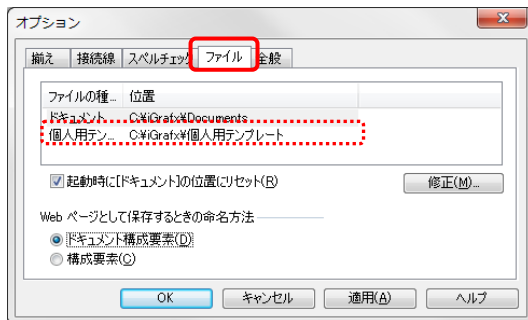 オプション
揃え 接続線 スペルチェック ファイル 全般
ファイルの種... 位置
ドキュメント C:¥iGrafx¥Documents
個人用テン... C:¥iGrafx¥個人用テンプレート
起動時に[ドキュメント]の位置にリセット(R) 修正(M)...
Web ページとして保存するときの命名方法
ドキュメント構成要素(D)
構成要素(C)
OK キャンセル 適用(A) ヘルプ